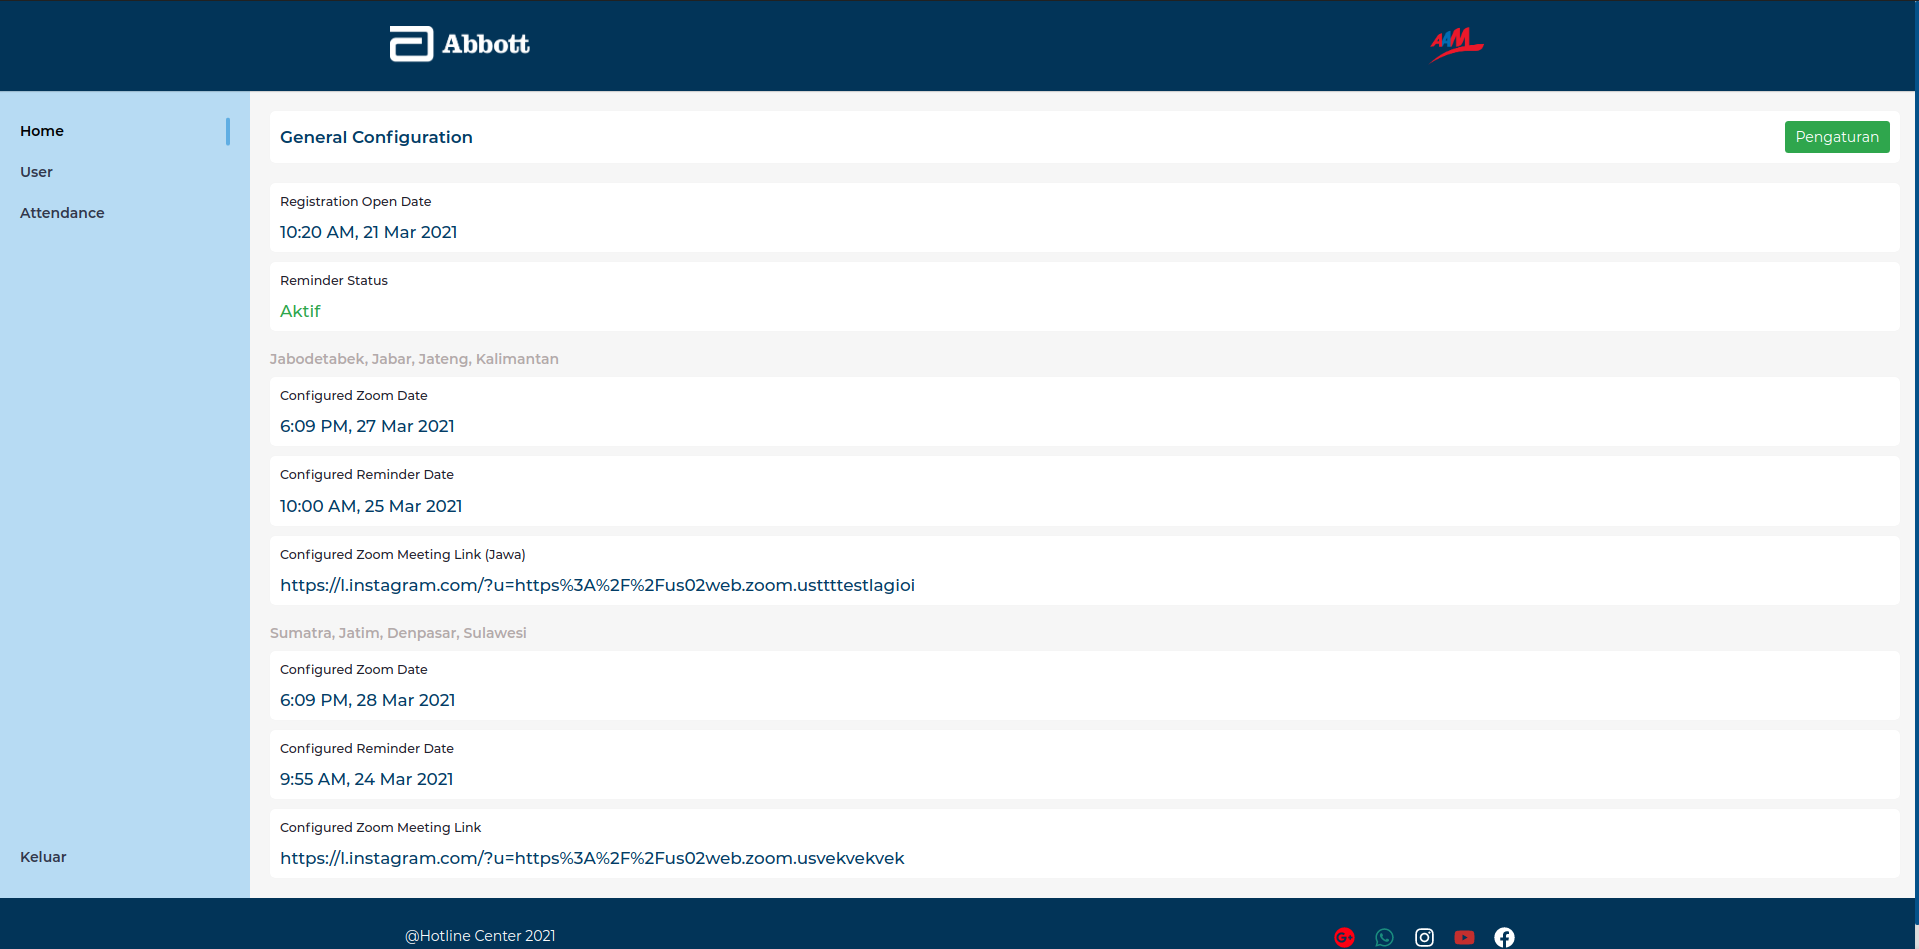 Abbott
AAM
Home
User
Attendance
Keluar
General Configuration
Pengaturan
Registration Open Date
10:20 AM, 21 Mar 2021
Reminder Status
Aktif
Jabodetabek, Jabar, Jateng, Kalimantan
Configured Zoom Date
6:09 PM, 27 Mar 2021
Configured Reminder Date
10:00 AM, 25 Mar 2021
Configured Zoom Meeting Link (Jawa)
https://l.instagram.com/?u=https%3A%2F%2Fus02web.zoom.usttttestlagioi
Sumatra, Jatim, Denpasar, Sulawesi
Configured Zoom Date
6:09 PM, 28 Mar 2021
Configured Reminder Date
9:55 AM, 24 Mar 2021
Configured Zoom Meeting Link
https://l.instagram.com/?u=https%3A%2F%2Fus02web.zoom.usvekvekvek
@Hotline Center 2021